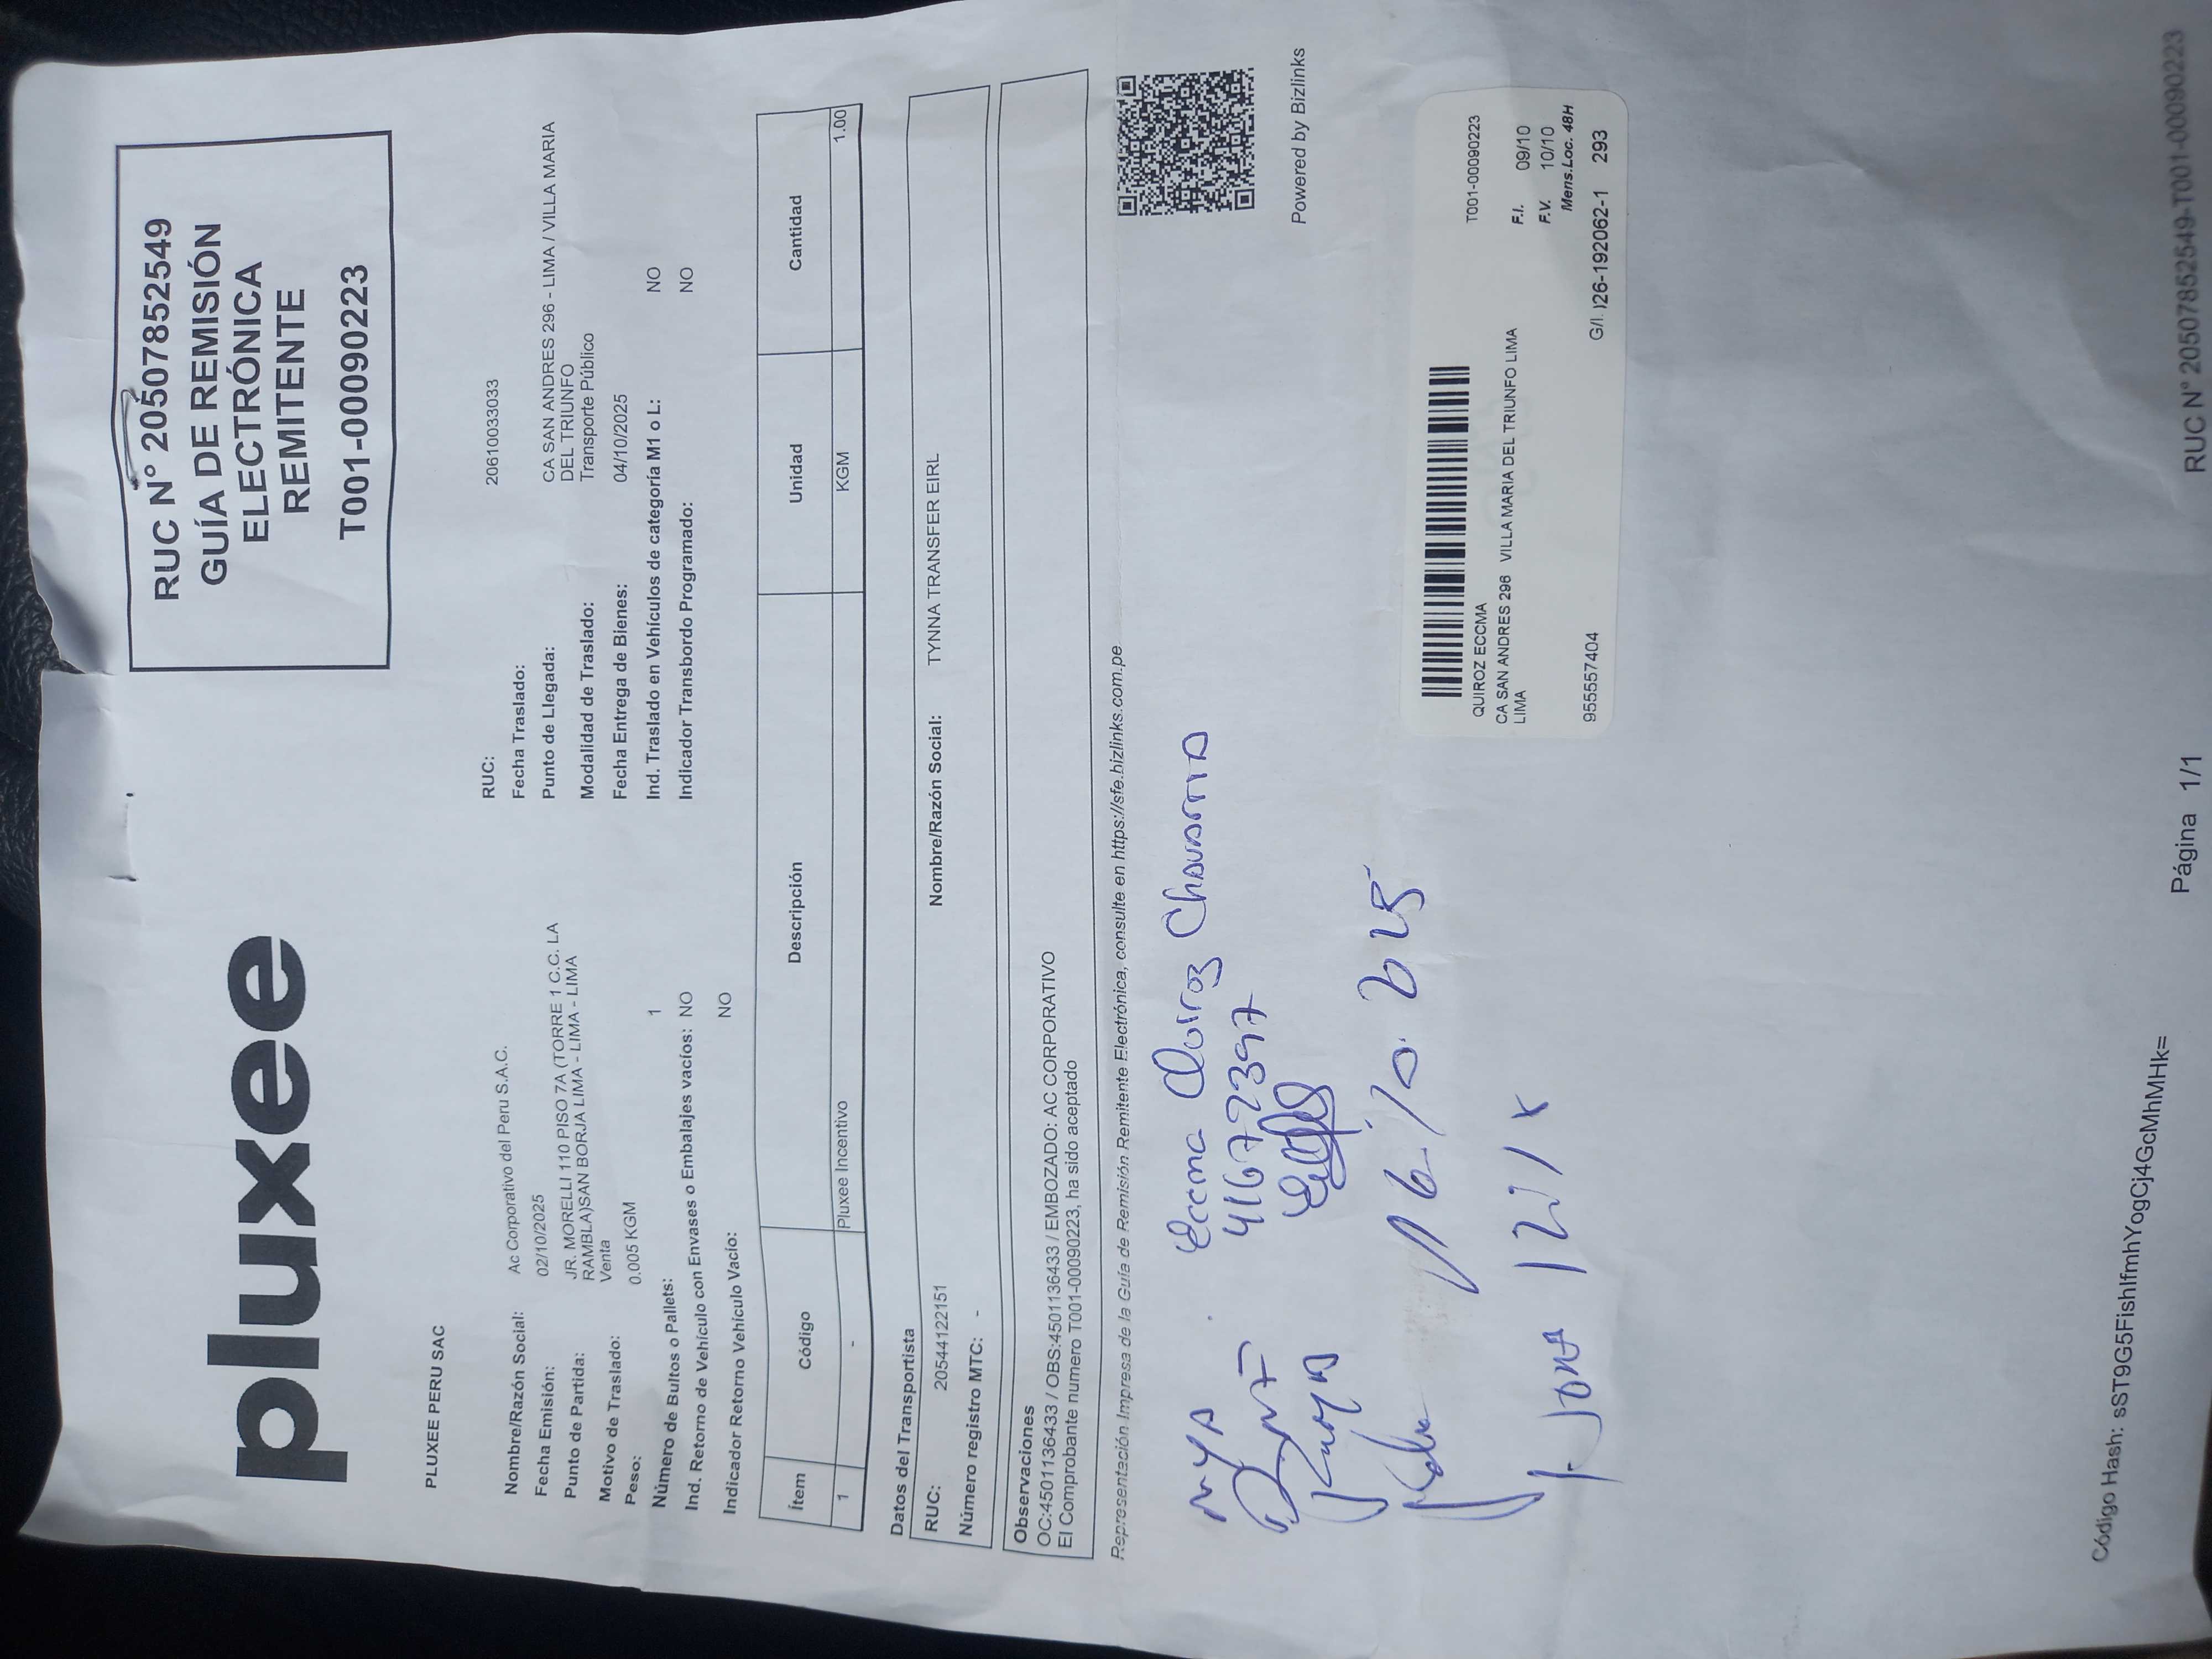 pluxee
RUC N° 20507852549
GUÍA DE REMISIÓN
ELECTRÓNICA
REMITENTE
T001-00090223
PLUXEE PERU SAC
Nombre/Razón Social: Ac Corporativo del Peru S.A.C.
RUC: 20610033033
Fecha Emisión: 02/10/2025
Fecha Traslado:
Punto de Partida: JR. MORELLI 110 PISO 7A (TORRE 1 C.C. LA
RAMBLA)SAN BORJA LIMA - LIMA - LIMA
Punto de Llegada: CA SAN ANDRES 296 - LIMA / VILLA MARIA
DEL TRIUNFO
Motivo de Traslado: Venta
Modalidad de Traslado: Transporte Público
Peso: 0.005 KGM
Fecha Entrega de Bienes: 04/10/2025
Número de Bultos o Pallets: 1
Ind. Traslado en Vehículos de categoría M1 o L: NO
Ind. Retorno de Vehículo con Envases o Embalajes vacíos: NO
Indicador Transbordo Programado: NO
Indicador Retorno Vehículo Vacío: NO
Ítem Código Descripción Unidad Cantidad
1 - Pluxee Incentivo KGM 1.00
Datos del Transportista
RUC: 20544122151 Nombre/Razón Social: TYNNA TRANSFER EIRL
Número registro MTC: -
Observaciones
OC:4501136433 / OBS:4501136433 / EMBOZADO: AC CORPORATIVO
El Comprobante numero T001-00090223, ha sido aceptado
Representación Impresa de la Guía de Remisión Remitente Electrónica, consulte en https://sfe.bizlinks.com.pe
Powered by Bizlinks
Eccma Quiroz Chavarria
41672397
16.10.2025
T001-00090223
QUIROZ ECCMA
CA SAN ANDRES 296 VILLA MARIA DEL TRIUNFO LIMA
LIMA
F.I. 09/10
F.V. 10/10
Mens.Loc. 48H
955557404
G/I. )26-192062-1 293
Código Hash: sST9G5FishIfmhYogCj4GcMhMHk=
Página 1/1
RUC N° 20507852549-T001-00090223